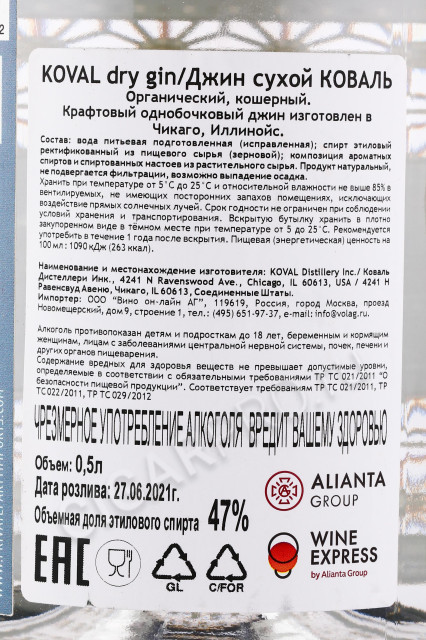 KOVAL dry gin/Джин сухой КОВАЛЬ
Органический, кошерный.
Крафтовый однобочковый джин изготовлен в
Чикаго, Иллинойс.
Состав: вода питьевая подготовленная (исправленная); спирт этиловый
ректификованный из пищевого сырья (зерновой); композиция ароматных
спиртов и спиртованных настоев из растительного сырья. Продукт натуральный,
не подвергается фильтрации, возможно выпадение осадка.
Хранить при температуре от 5°C до 25°C и относительной влажности не выше 85% в
вентилируемых, не имеющих посторонних запахов помещениях, исключающих
воздействие прямых солнечных лучей. Срок годности не ограничен при соблюдении
условий хранения и транспортирования. Вскрытую бутылку хранить в плотно
закупоренном виде в тёмном месте при температуре от 5 до 25°C. Рекомендуется
употребить в течение 1 года после вскрытия. Пищевая (энергетическая) ценность на
100 мл: 1090 кДж (263 ккал).
Наименование и местонахождение изготовителя: KOVAL Distillery Inc./ Коваль
Дистеллери Инк., 4241 N Ravenswood Ave., Chicago, IL 60613, USA / 4241 Н
Равенсвуд Авеню, Чикаго, IL 60613, Соединенные Штаты.
Импортер: ООО "Вино он-лайн АГ", 119619, Россия, город Москва, проезд
Новомещерский, дом 9, строение 1, тел.: (495) 651-97-37, e-mail: info@volag.ru.
Алкоголь противопоказан детям и подросткам до 18 лет, беременным и кормящим
женщинам, лицам с заболеваниями центральной нервной системы, почек, печени и
других органов пищеварения.
Содержание вредных для здоровья веществ не превышает допустимые уровни,
определяемые в соответствии с обязательными требованиями ТР ТС 021/2011 "О
безопасности пищевой продукции". Соответствует требованиям ТР ТС 021/2011, ТР
ТС 022/2011, ТР ТС 029/2012
ЧРЕЗМЕРНОЕ УПОТРЕБЛЕНИЕ АЛКОГОЛЯ ВРЕДИТ ВАШЕМУ ЗДОРОВЬЮ
Объем: 0,5л
Дата розлива: 27.06.2021г.
Объемная доля этилового спирта 47%
ALIANTA
GROUP
WINE
EXPRESS
by Alianta Group
EAC
GL
C/FOR